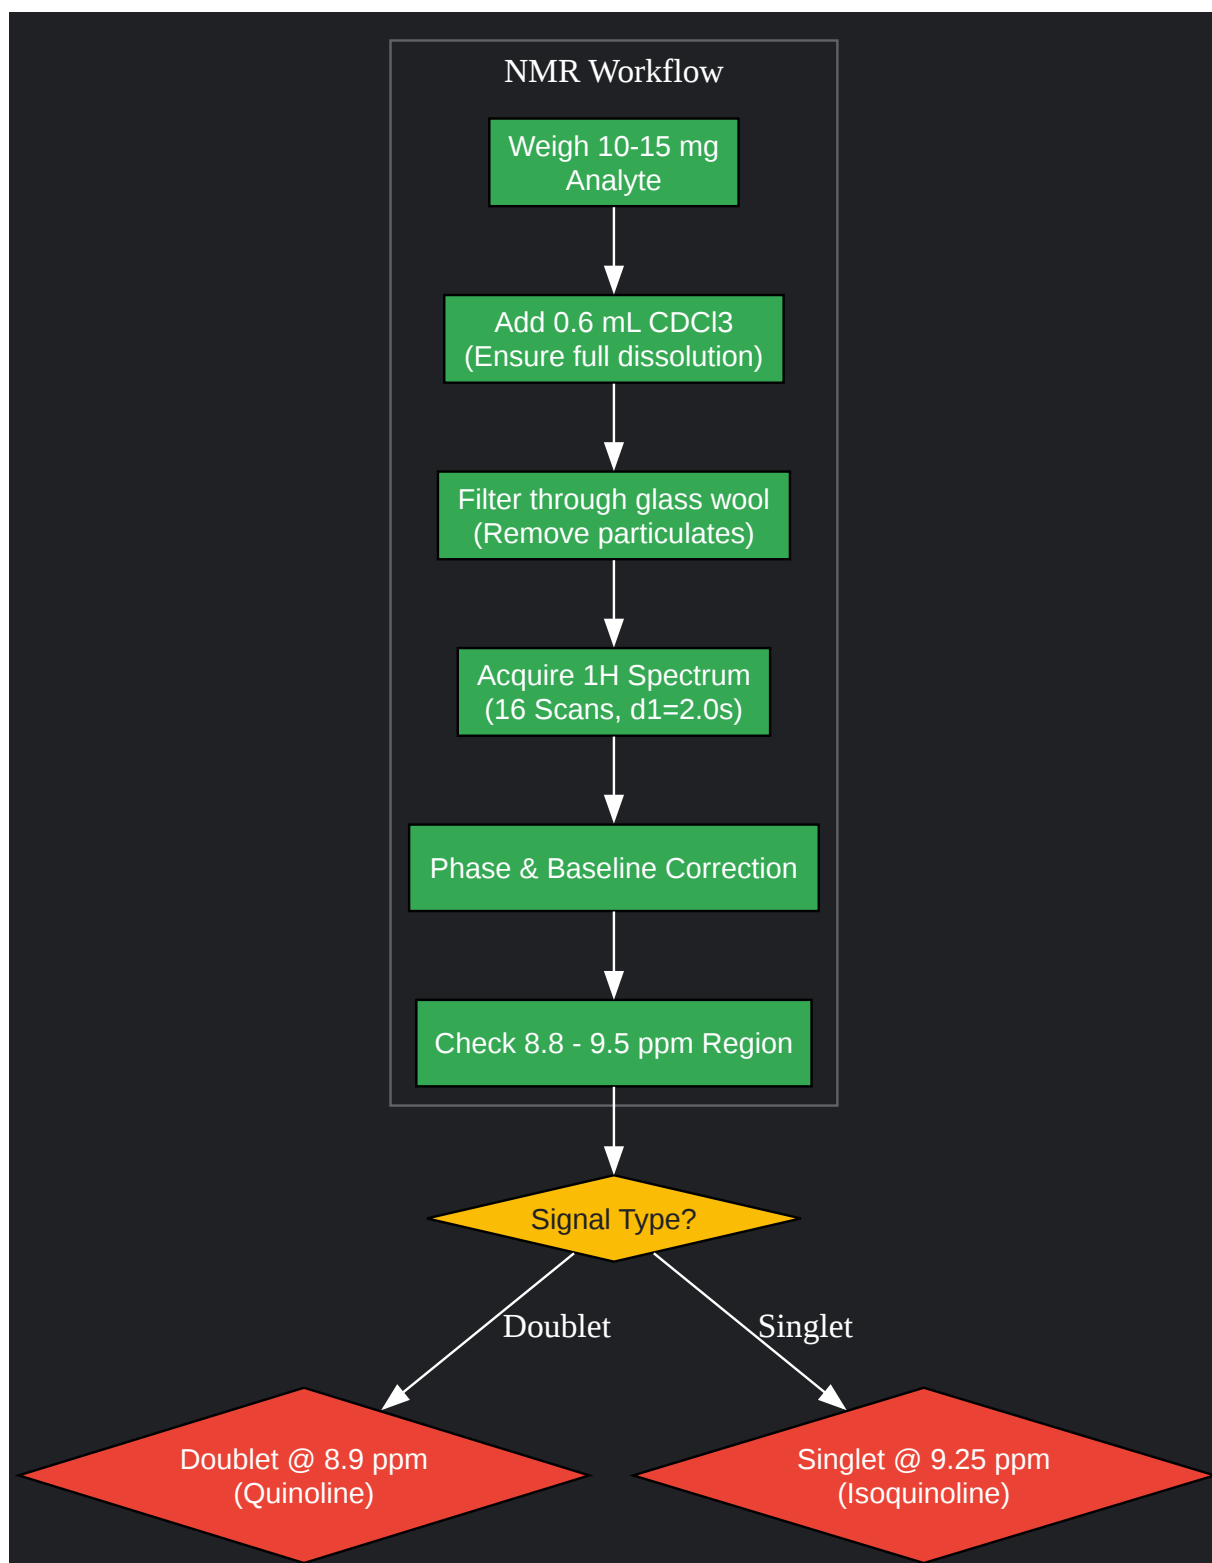 NMR Workflow
Weigh 10-15 mg
Analyte
Add 0.6 mL CDCl3
(Ensure full dissolution)
Filter through glass wool
(Remove particulates)
Acquire 1H Spectrum
(16 Scans, d1=2.0s)
Phase & Baseline Correction
Check 8.8 - 9.5 ppm Region
Signal Type?
Doublet
Singlet
Doublet @ 8.9 ppm
(Quinoline)
Singlet @ 9.25 ppm
(Isoquinoline)